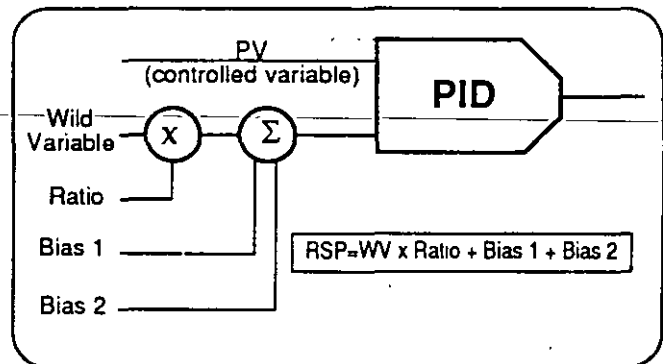 PV
(controlled variable)
PID
Wild
Variable
X
Σ
Ratio
Bias 1
RSP=WV x Ratio + Bias 1 + Bias 2
Bias 2